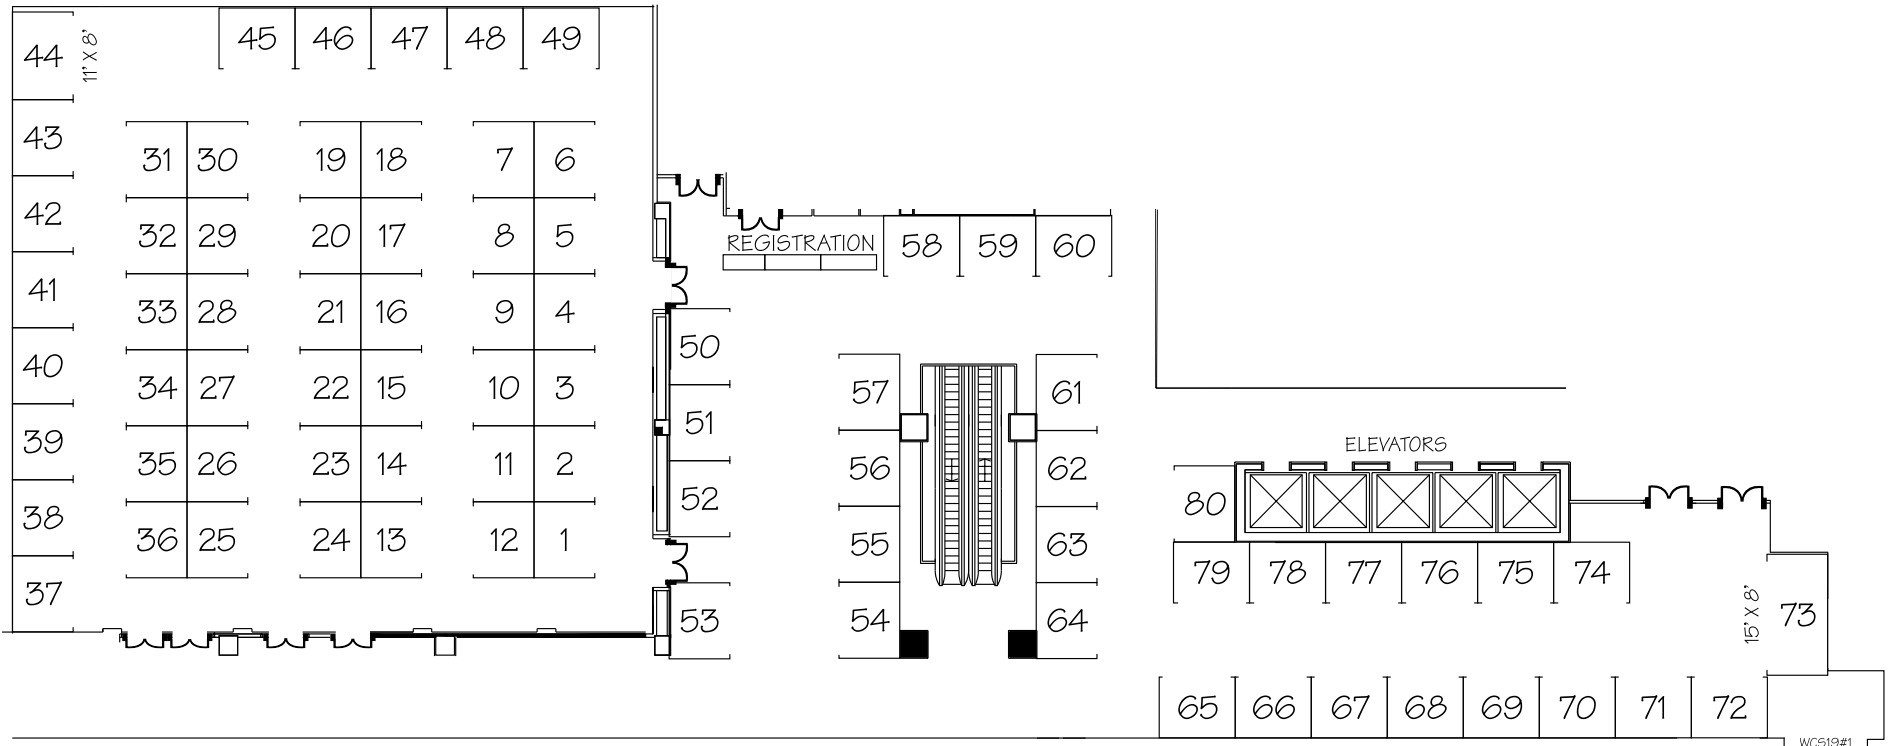 45 46 47 48 49
44 11' X 8'
43
31 30 19 18 7 6
42
32 29 20 17 8 5
REGISTRATION 58 59 60
41
33 28 21 16 9 4
50
40
34 27 22 15 10 3
57 61
51
39
ELEVATORS
35 26 23 14 11 2
56 62
52
80
38
36 25 24 13 12 1
55 63
79 78 77 76 75 74
37
53
54 64
15' X 8' 73
65 66 67 68 69 70 71 72
WCS19#1